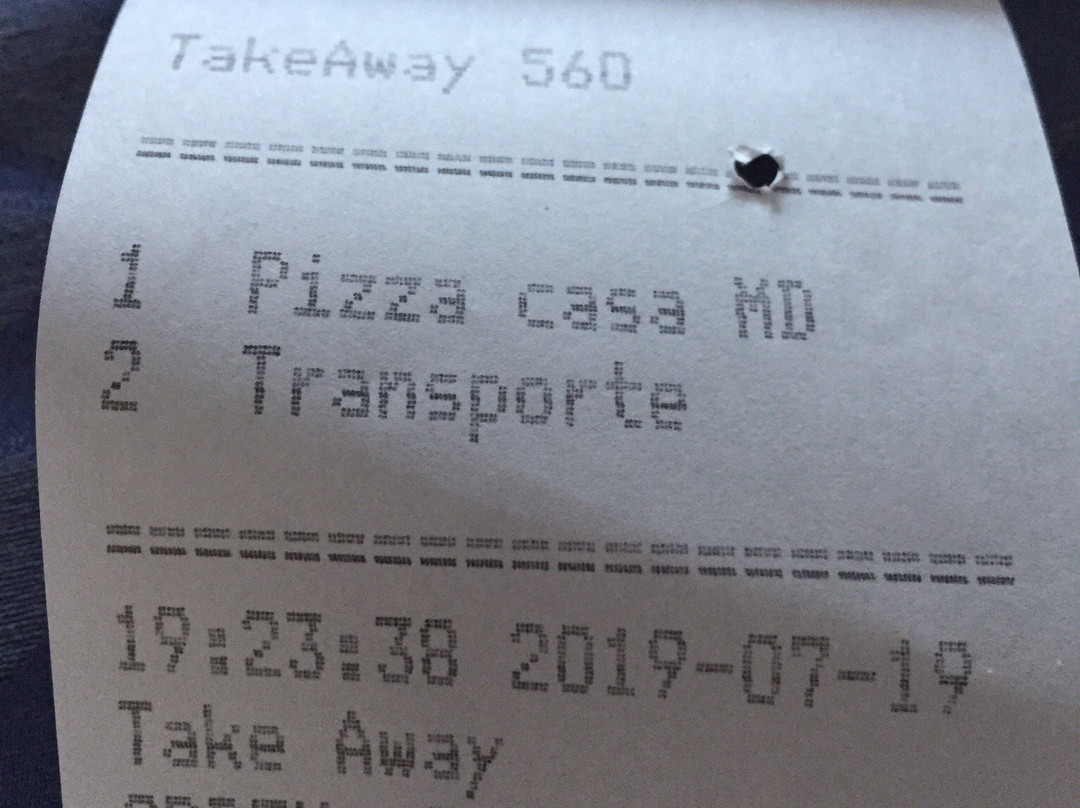 TakeAway 560
======================
1 Pizza casa MD
2 Transporte
======================
19:23:38 2019-07-19
Take Away